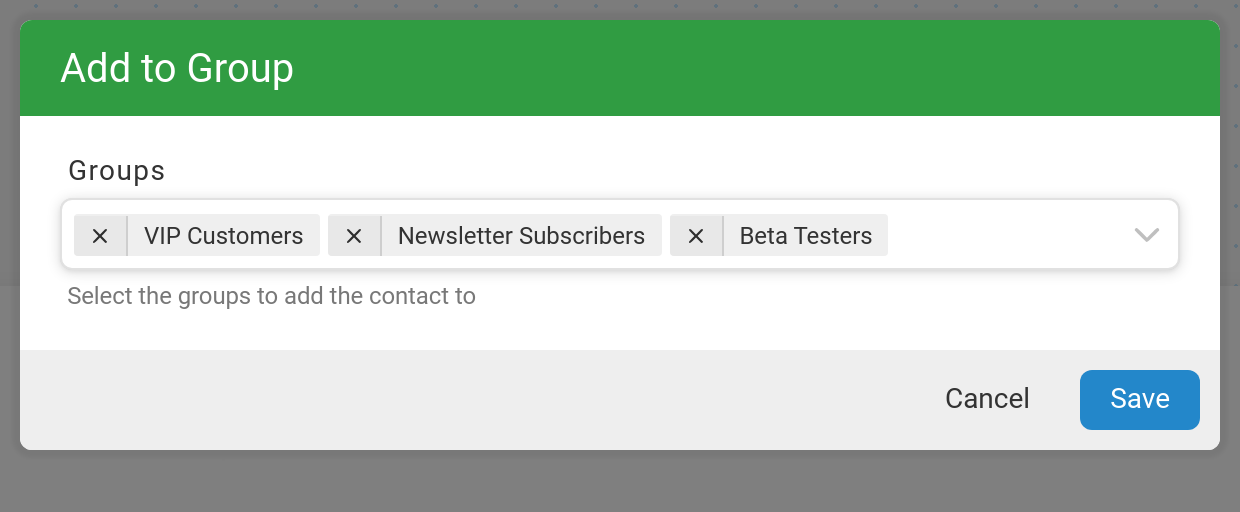 Add to Group
Groups
VIP Customers Newsletter Subscribers Beta Testers
Select the groups to add the contact to
Cancel Save